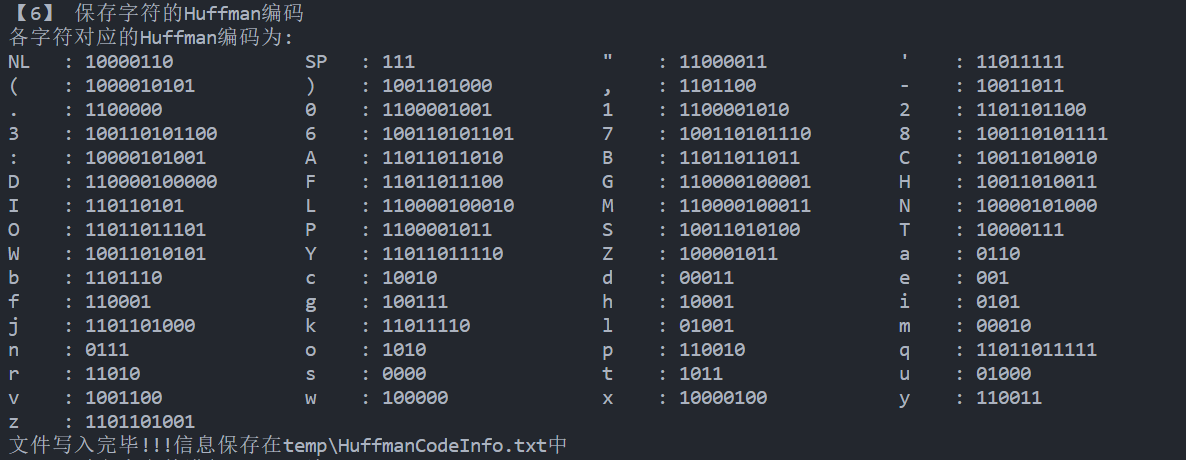 【6】 保存字符的Huffman编码
各字符对应的Huffman编码为:
NL : 10000110 SP : 111 " : 11000011 ' : 11011111
( : 1000010101 ) : 1001101000 , : 1101100 - : 10011011
. : 1100000 0 : 1100001001 1 : 1100001010 2 : 1101101100
3 : 100110101100 6 : 100110101101 7 : 100110101110 8 : 100110101111
: : 10000101001 A : 11011011010 B : 11011011011 C : 10011010010
D : 110000100000 F : 11011011100 G : 110000100001 H : 10011010011
I : 110110101 L : 110000100010 M : 110000100011 N : 10000101000
O : 11011011101 P : 1100001011 S : 10011010100 T : 10000111
W : 10011010101 Y : 11011011110 Z : 100001011 a : 0110
b : 1101110 c : 10010 d : 00011 e : 001
f : 110001 g : 100111 h : 10001 i : 0101
j : 1101101000 k : 11011110 l : 01001 m : 00010
n : 0111 o : 1010 p : 110010 q : 11011011111
r : 11010 s : 0000 t : 1011 u : 01000
v : 1001100 w : 100000 x : 10000100 y : 110011
z : 1101101001
文件写入完毕!!!信息保存在temp\HuffmanCodeInfo.txt中